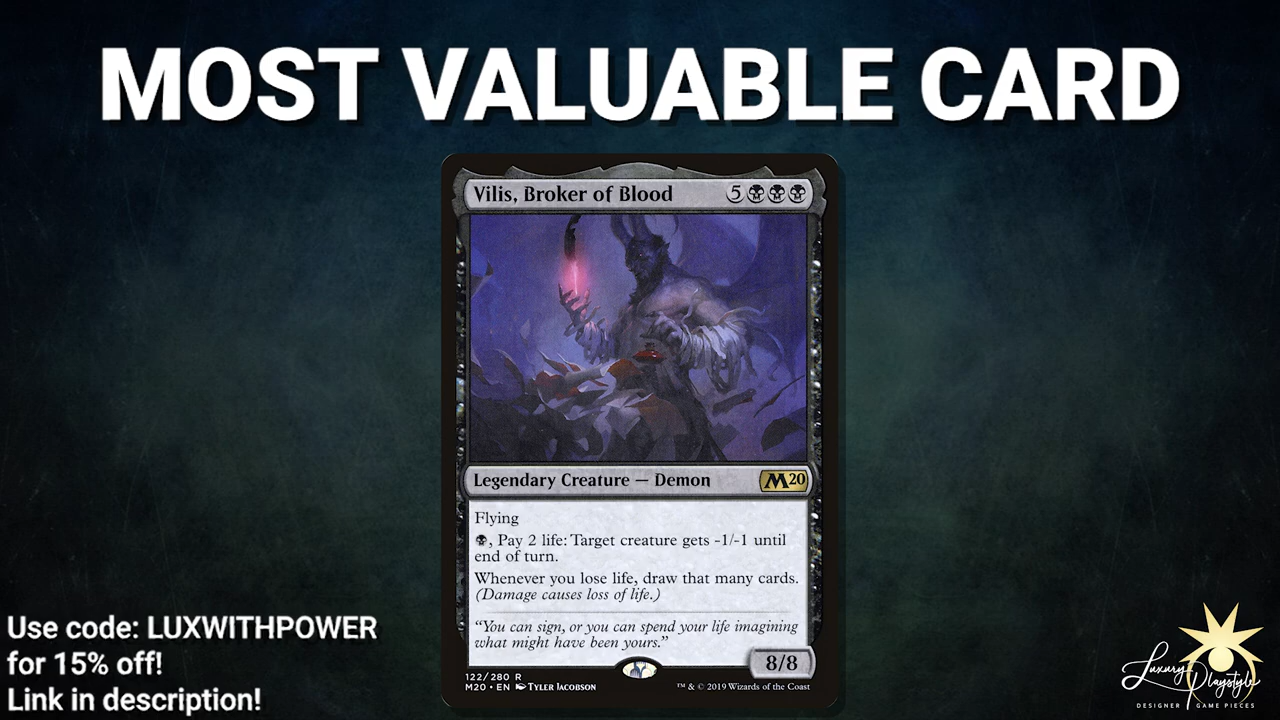 MOST VALUABLE CARD
Vilis, Broker of Blood 5
Legendary Creature — Demon M20
Flying
, Pay 2 life: Target creature gets -1/-1 until
end of turn.
Whenever you lose life, draw that many cards.
(Damage causes loss of life.)
"You can sign, or you can spend your life imagining
what might have been yours."
8/8
122/280 R
M20 • EN TYLER JACOBSON
™ & © 2019 Wizards of the Coast
Use code: LUXWITHPOWER
for 15% off!
Link in description!
Luxury
Playstyle
DESIGNER GAME PIECES